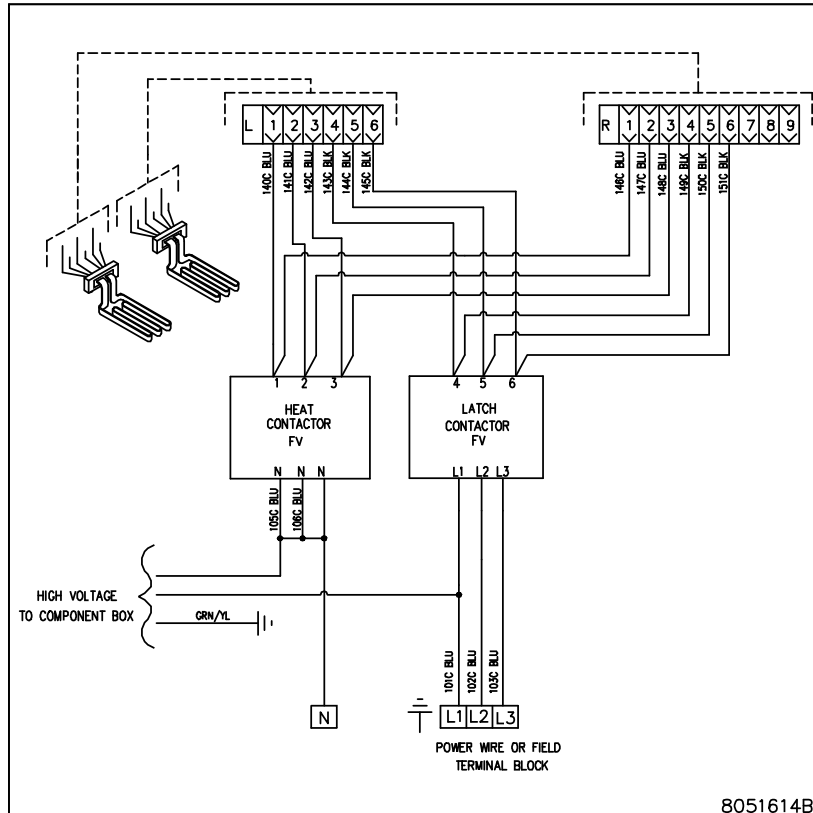 L 1 2 3 4 5 6
R 1 2 3 4 5 6 7 8 9
140C BLU
141C BLU
142C BLU
143C BLK
144C BLK
145C BLK
146C BLU
147C BLU
148C BLU
149C BLK
150C BLK
151C BLK
1 2 3
HEAT
CONTACTOR
FV
N N N
4 5 6
LATCH
CONTACTOR
FV
L1 L2 L3
105C BLU
106C BLU
HIGH VOLTAGE
TO COMPONENT BOX
GRN/YL
101C BLU
102C BLU
103C BLU
N
L1 L2 L3
POWER WIRE OR FIELD
TERMINAL BLOCK
8051614B